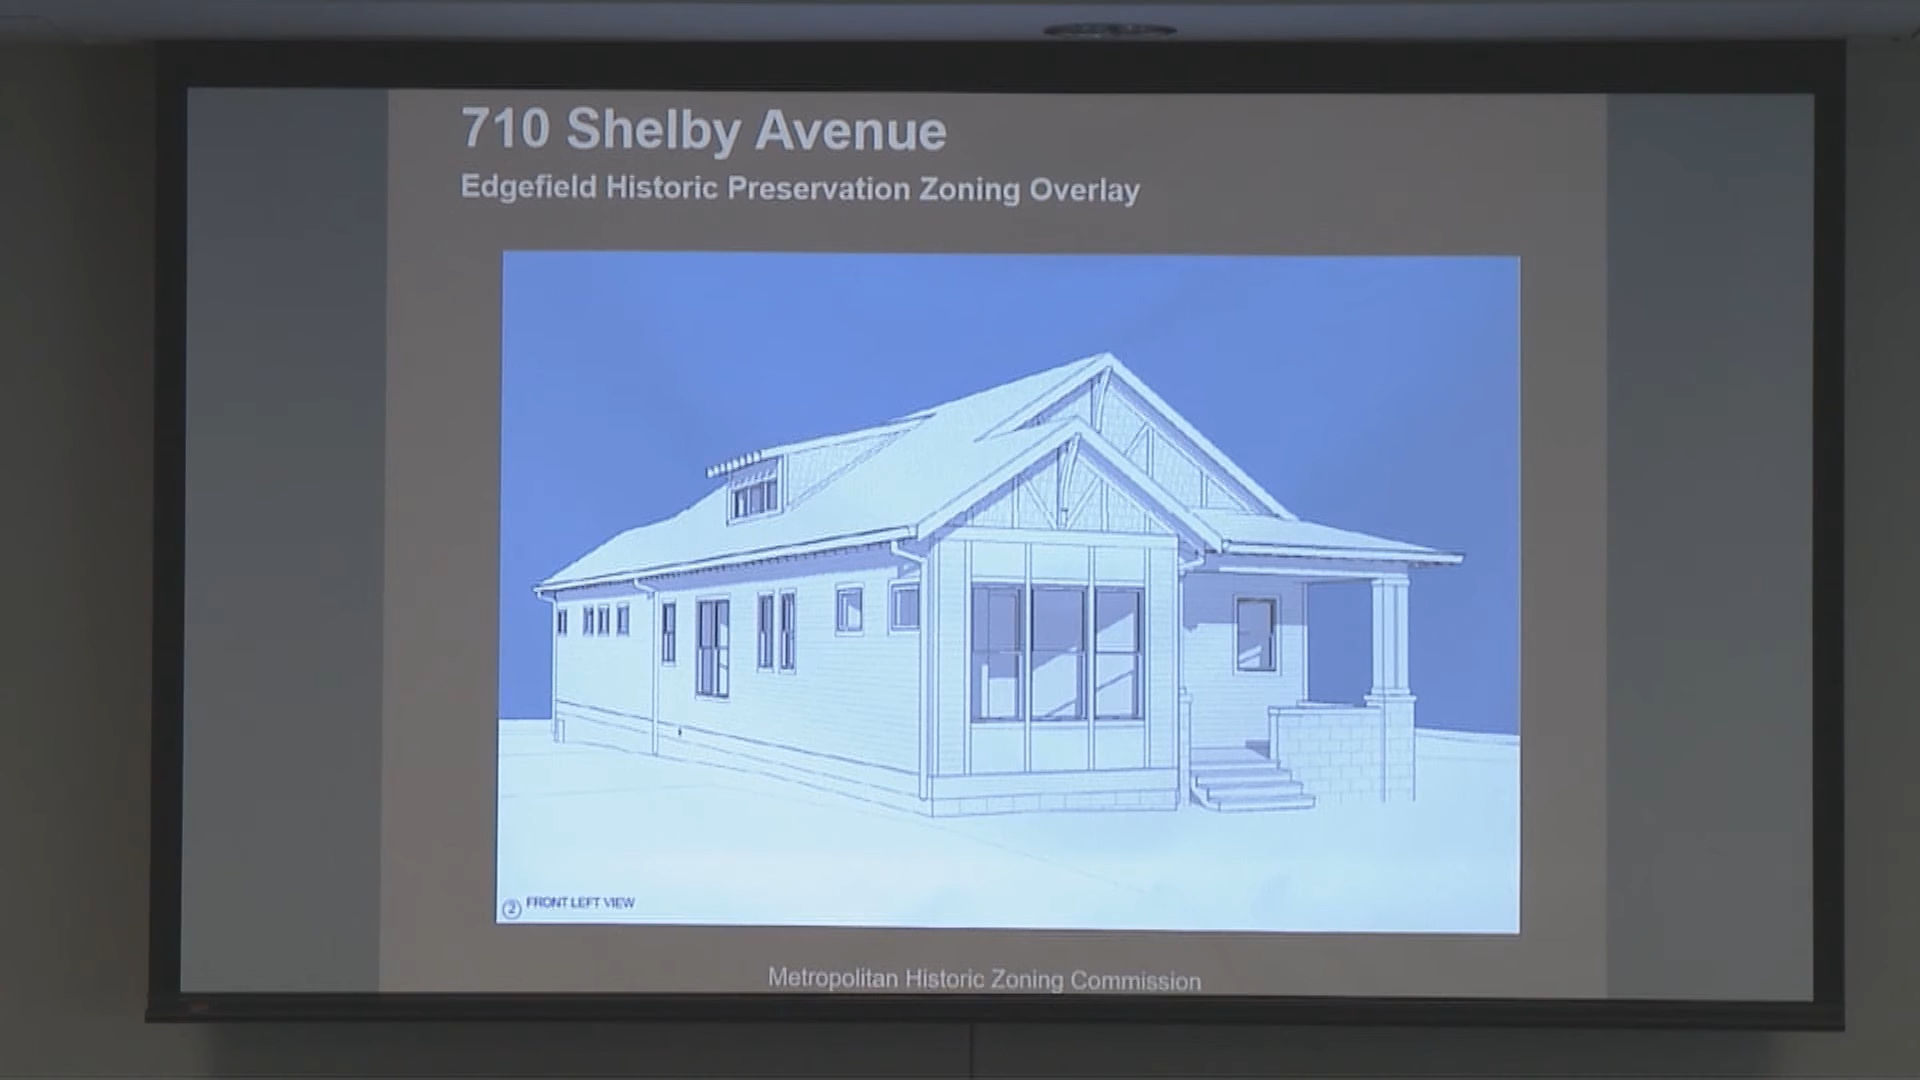 710 Shelby Avenue
Edgefield Historic Preservation Zoning Overlay
2 FRONT LEFT VIEW
Metropolitan Historic Zoning Commission